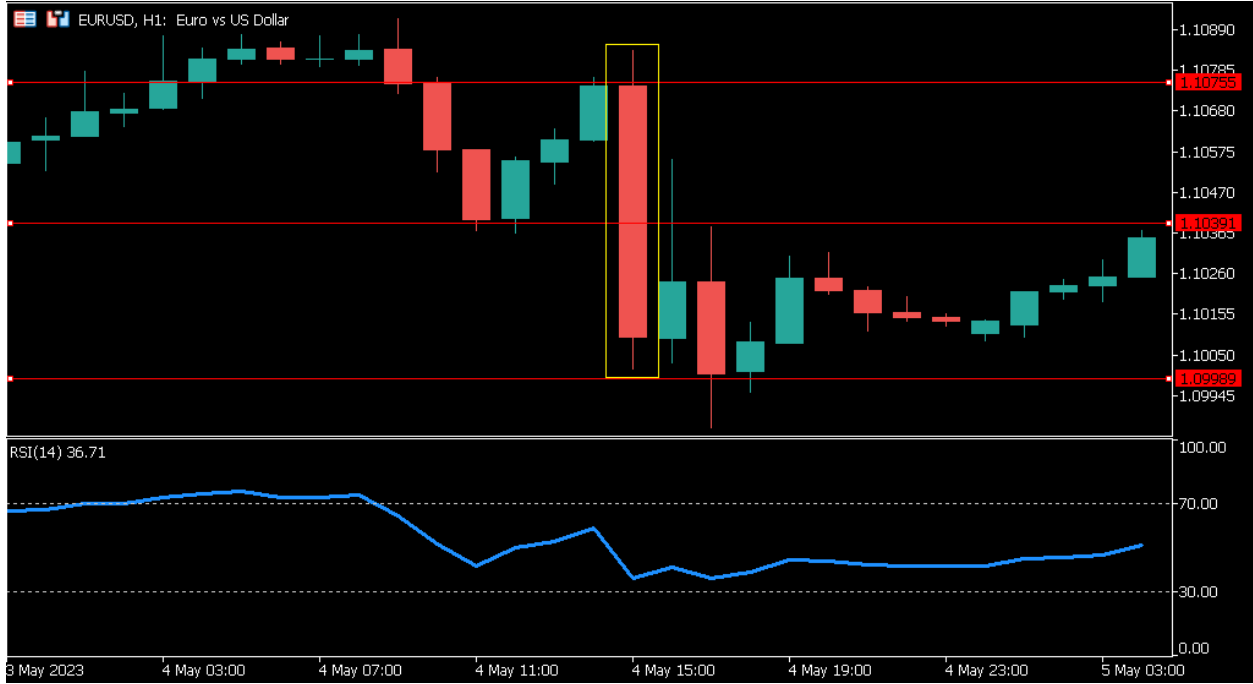 EURUSD, H1: Euro vs US Dollar
1.10890
1.10795
1.10755
1.10680
1.10575
1.10470
1.10391
1.10365
1.10260
1.10155
1.10050
1.09989
1.09945
RSI(14) 36.71
100.00
70.00
30.00
0.00
3 May 2023
4 May 03:00
4 May 07:00
4 May 11:00
4 May 15:00
4 May 19:00
4 May 23:00
5 May 03:00